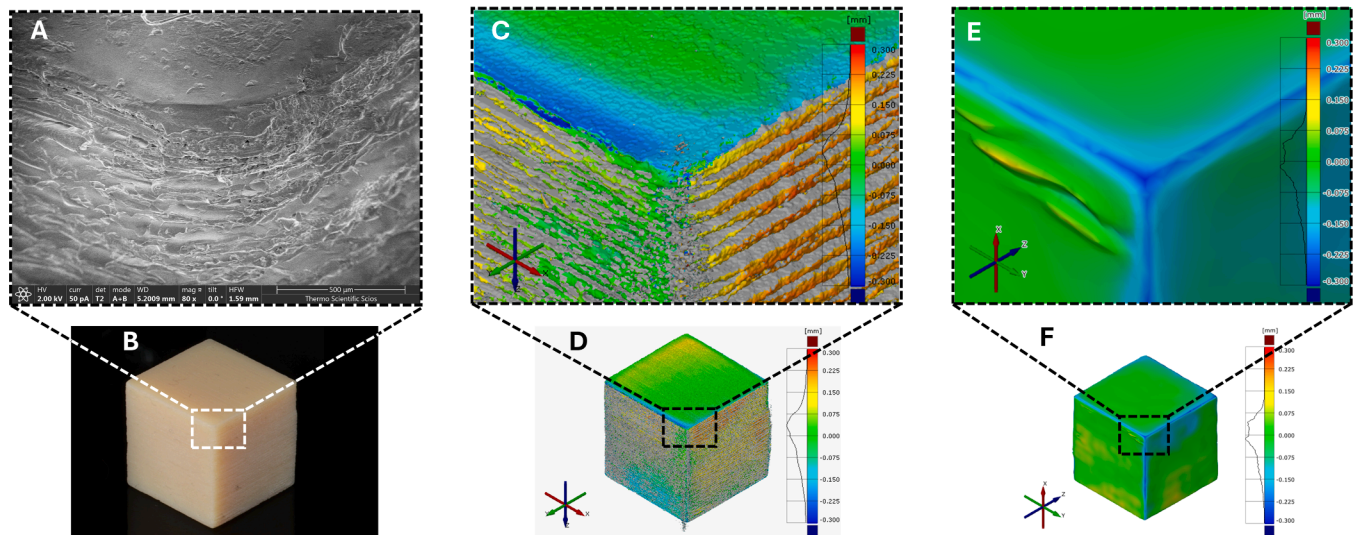 A
HV curr det mode WD mag ¤ tilt HFW 500 µm
2.00 kV 50 pA T2 A+B 5.2009 mm 80 x 0.0 ° 1.59 mm Thermo Scientific Scios
B
C
[mm]
0.300
0.225
0.150
0.075
0.000
-0.075
-0.150
-0.225
-0.300
Z
D
[mm]
0.300
0.225
0.150
0.075
0.000
-0.075
-0.150
-0.225
-0.300
Y
X
Z
E
[mm]
0.300
0.225
0.150
0.075
0.000
-0.075
-0.150
-0.225
-0.300
X
Z
Y
F
[mm]
0.300
0.225
0.150
0.075
0.000
-0.075
-0.150
-0.225
-0.300
X
Z
Y